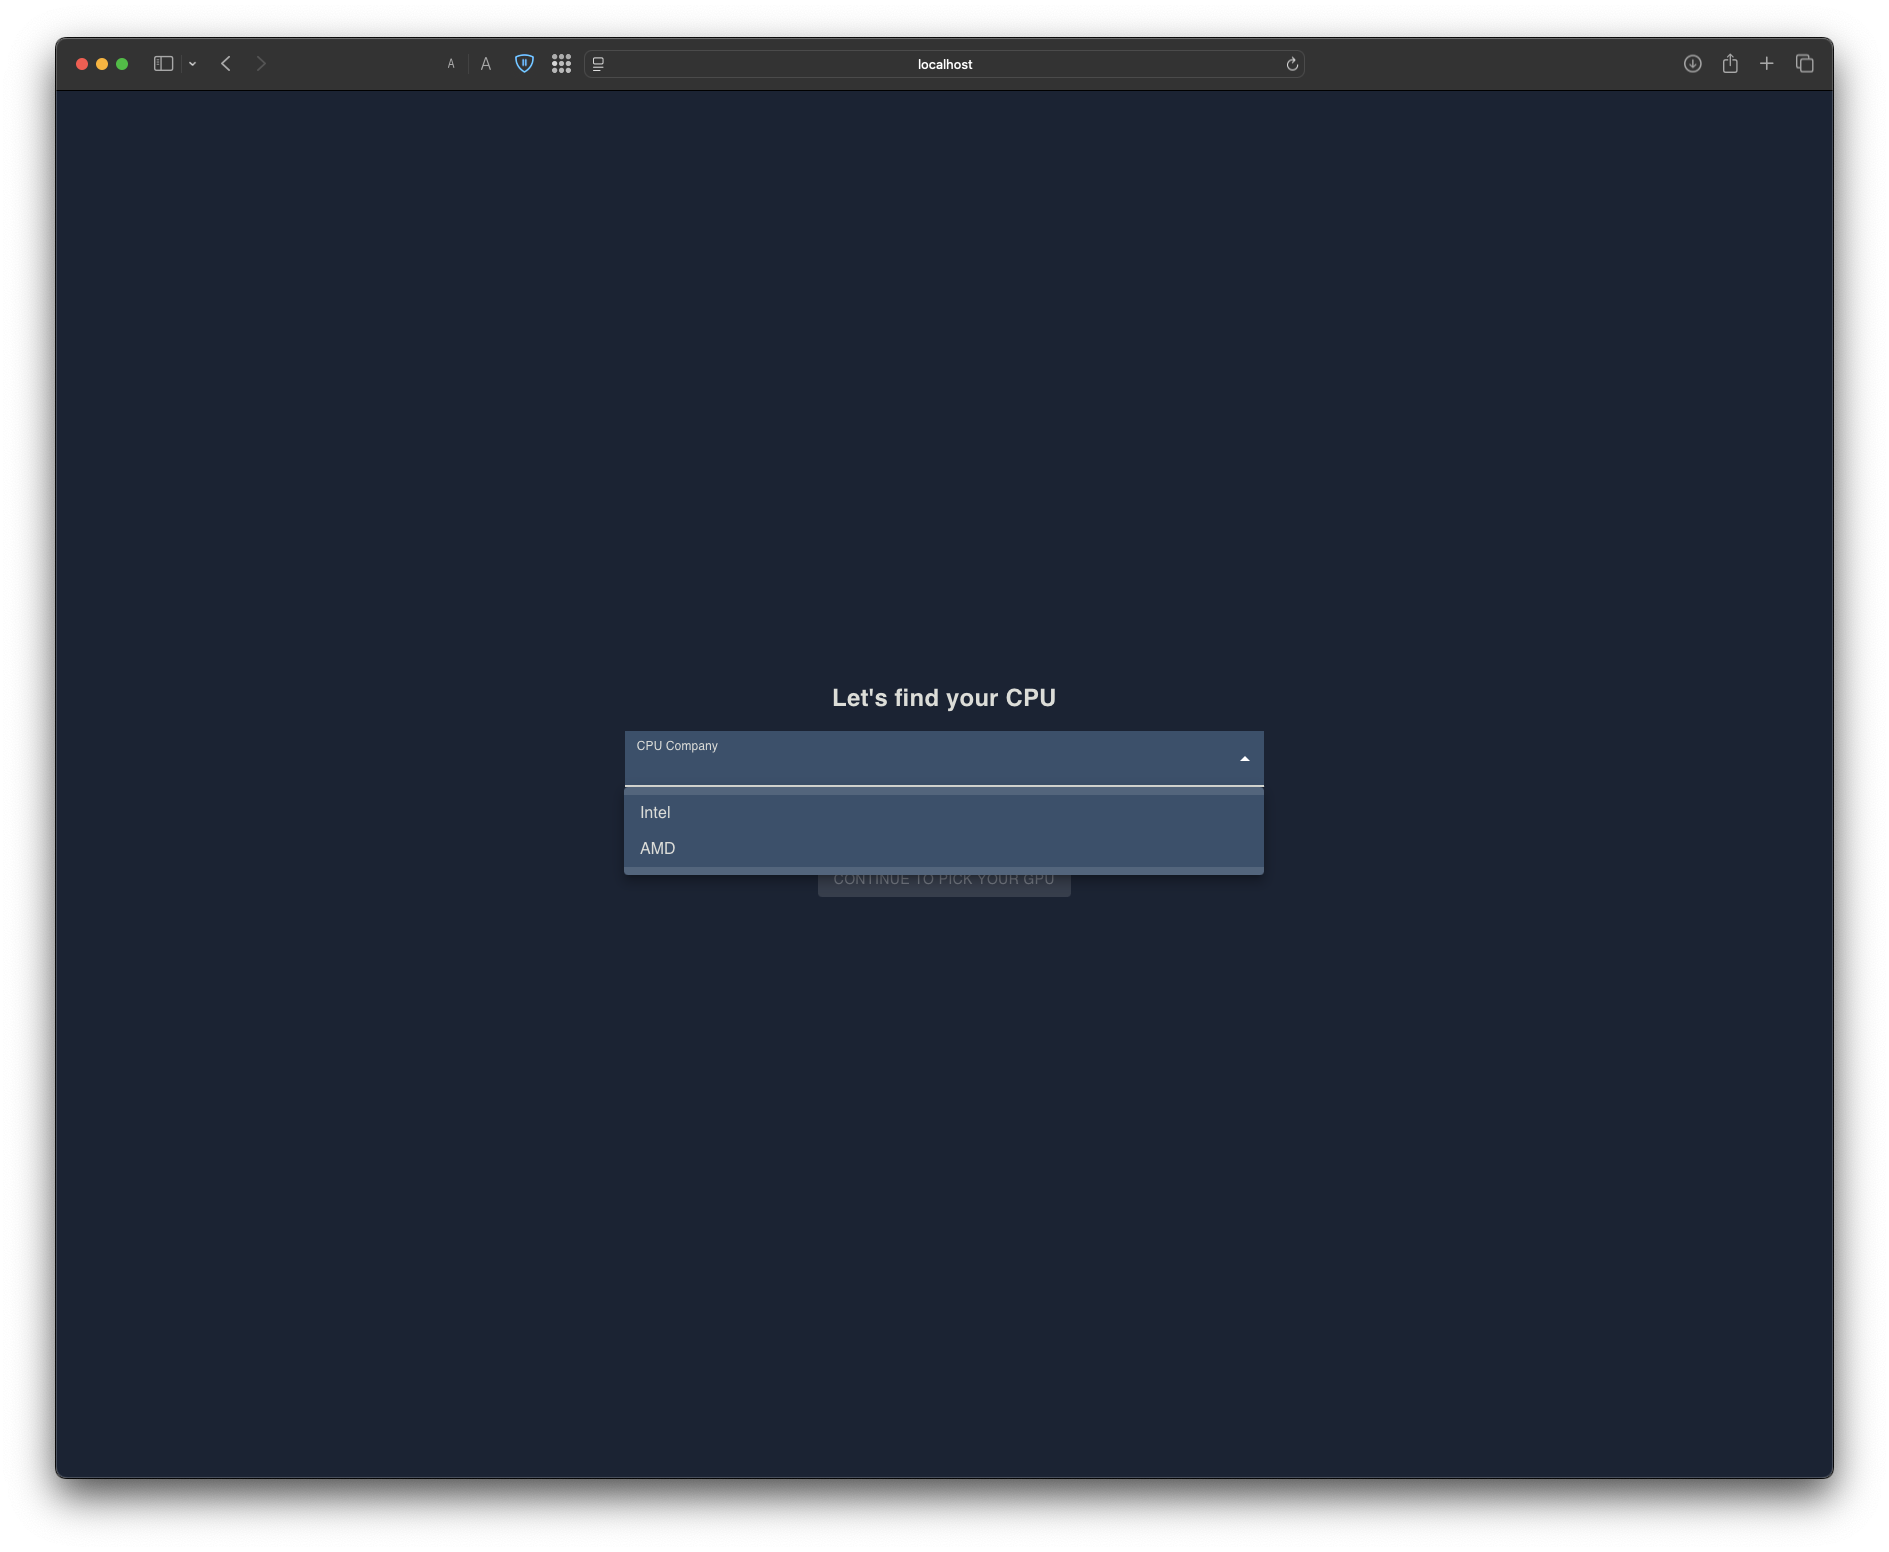 A A localhost
Let's find your CPU
CPU Company
Intel
AMD
CONTINUE TO PICK YOUR GPU